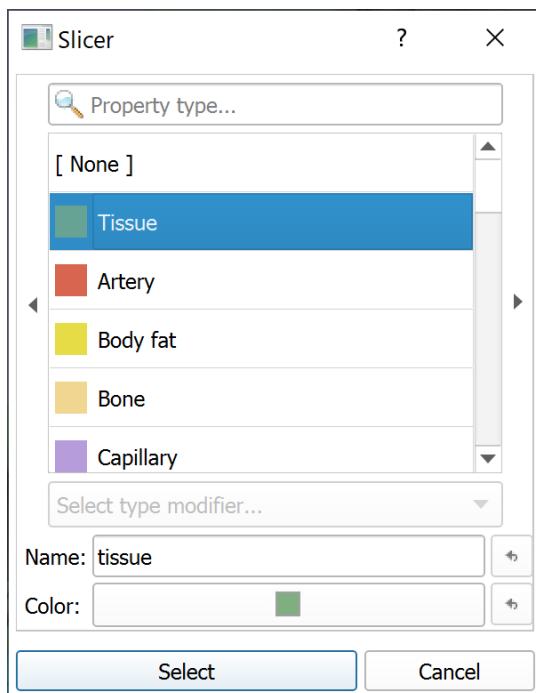 Slicer ?
Property type...
[ None ]
Tissue
Artery
Body fat
Bone
Capillary
Select type modifier...
Name: tissue
Color:
Select Cancel